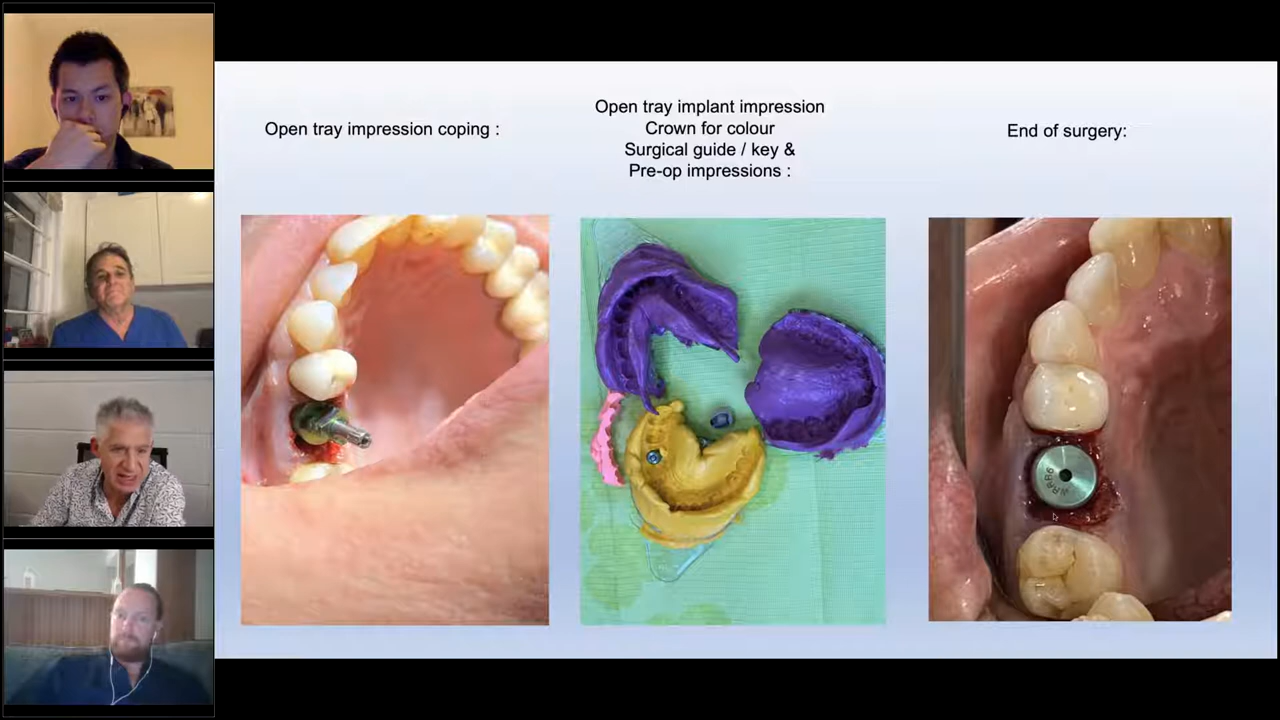 Open tray impression coping :
Open tray implant impression
Crown for colour
Surgical guide / key &
Pre-op impressions :
End of surgery: